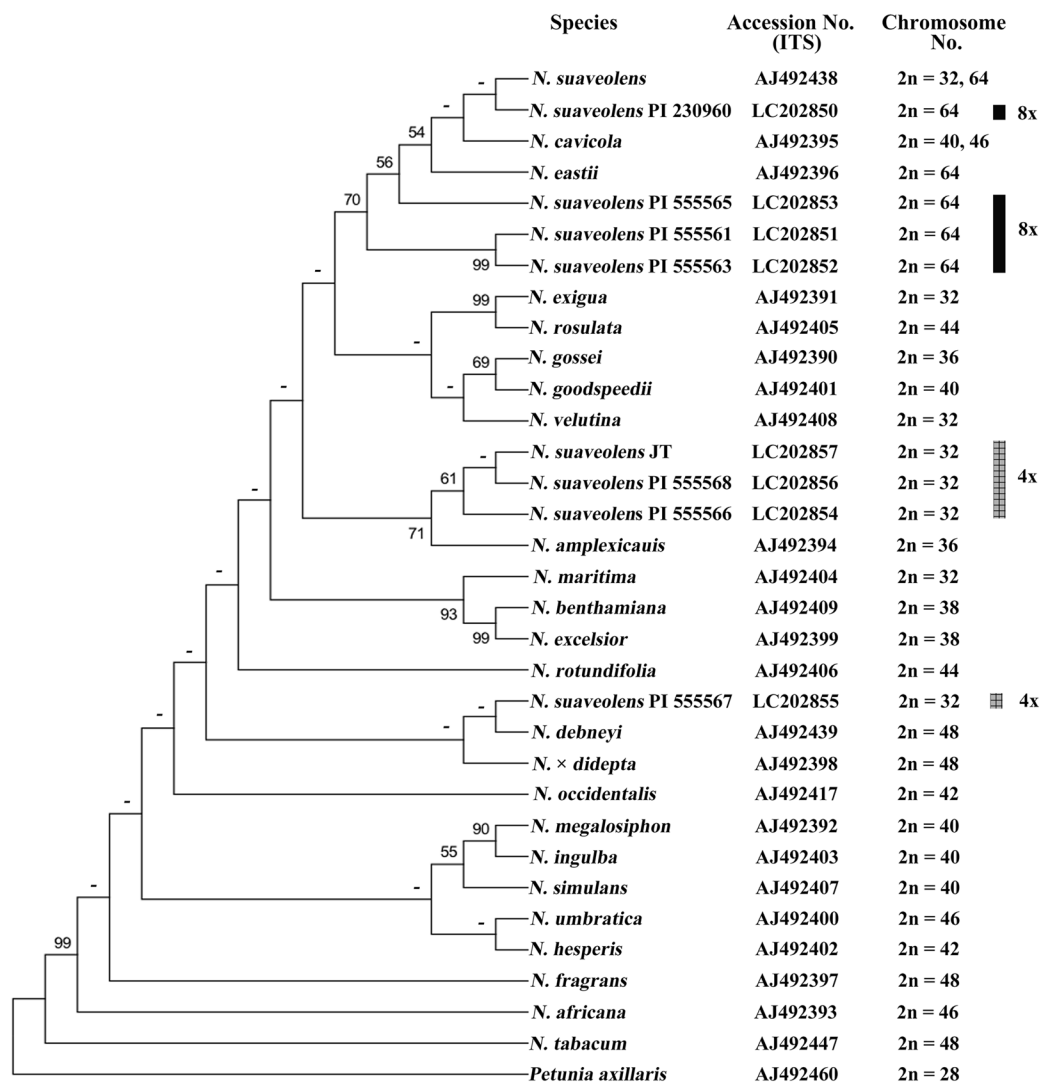 Species Accession No. Chromosome
(ITS) No.
N. suaveolens AJ492438 2n = 32, 64
-
N. suaveolens PI 230960 LC202850 2n = 64 8x
-
54 N. cavicola AJ492395 2n = 40, 46
56 N. eastii AJ492396 2n = 64
70 N. suaveolens PI 555565 LC202853 2n = 64
N. suaveolens PI 555561 LC202851 2n = 64 8x
99 N. suaveolens PI 555563 LC202852 2n = 64
-
99 N. exigua AJ492391 2n = 32
N. rosulata AJ492405 2n = 44
-
69 N. gossei AJ492390 2n = 36
- N. goodspeedii AJ492401 2n = 40
-
N. velutina AJ492408 2n = 32
- N. suaveolens JT LC202857 2n = 32
61 N. suaveolens PI 555568 LC202856 2n = 32 4x
-
N. suaveolens PI 555566 LC202854 2n = 32
71 N. amplexicauis AJ492394 2n = 36
-
N. maritima AJ492404 2n = 32
93 N. benthamiana AJ492409 2n = 38
99 N. excelsior AJ492399 2n = 38
-
N. rotundifolia AJ492406 2n = 44
- N. suaveolens PI 555567 LC202855 2n = 32 4x
- - N. debneyi AJ492439 2n = 48
N. × didepta AJ492398 2n = 48
N. occidentalis AJ492417 2n = 42
-
90 N. megalosiphon AJ492392 2n = 40
55 N. ingulba AJ492403 2n = 40
- - N. simulans AJ492407 2n = 40
- N. umbratica AJ492400 2n = 46
99 N. hesperis AJ492402 2n = 42
N. fragrans AJ492397 2n = 48
N. africana AJ492393 2n = 46
N. tabacum AJ492447 2n = 48
Petunia axillaris AJ492460 2n = 28